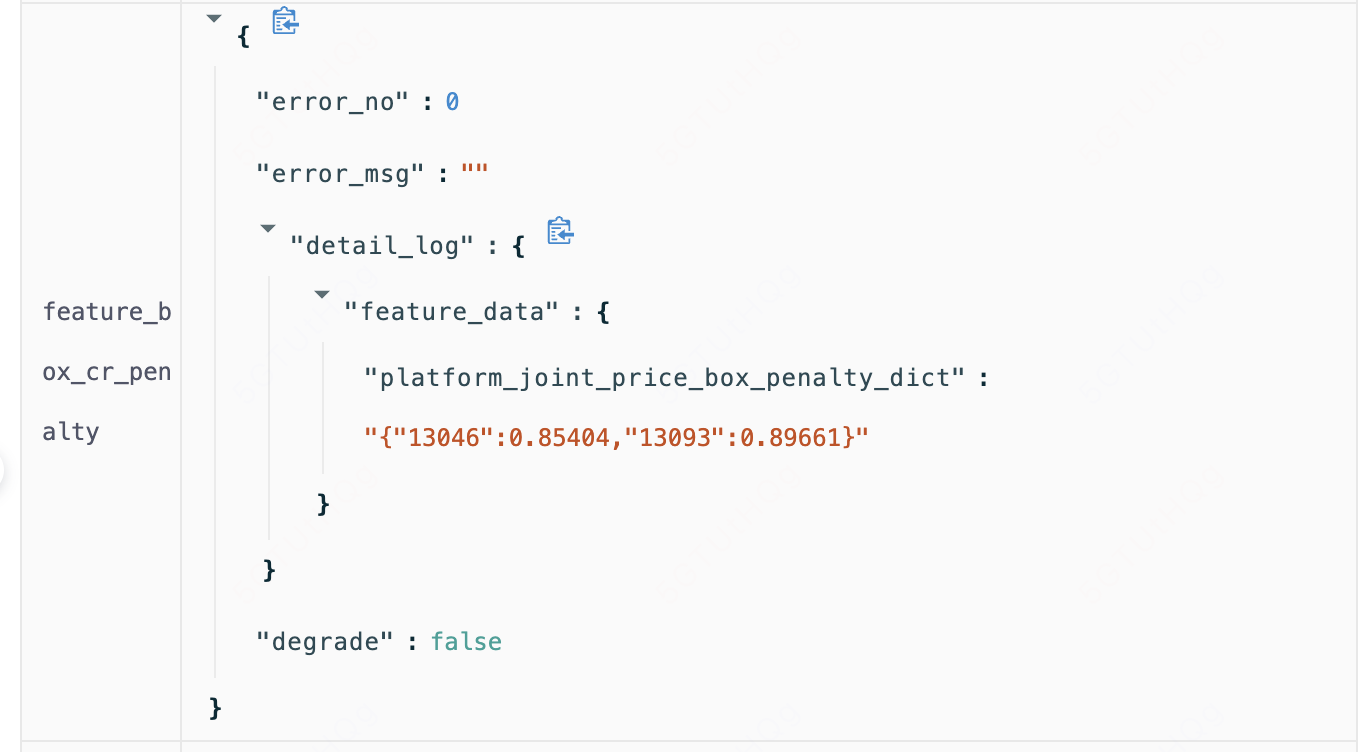 {
"error_no" : 0
"error_msg" : ""
"detail_log" : {
"feature_data" : {
"platform_joint_price_box_penalty_dict" :
"{"13046":0.85404,"13093":0.89661}"
}
}
"degrade" : false
}
feature_b
ox_cr_pen
alty